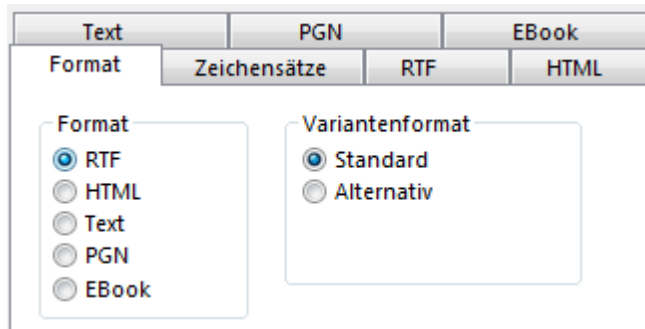 Text PGN EBook
Format Zeichensätze RTF HTML
Format
RTF
HTML
Text
PGN
EBook
Variantenformat
Standard
Alternativ